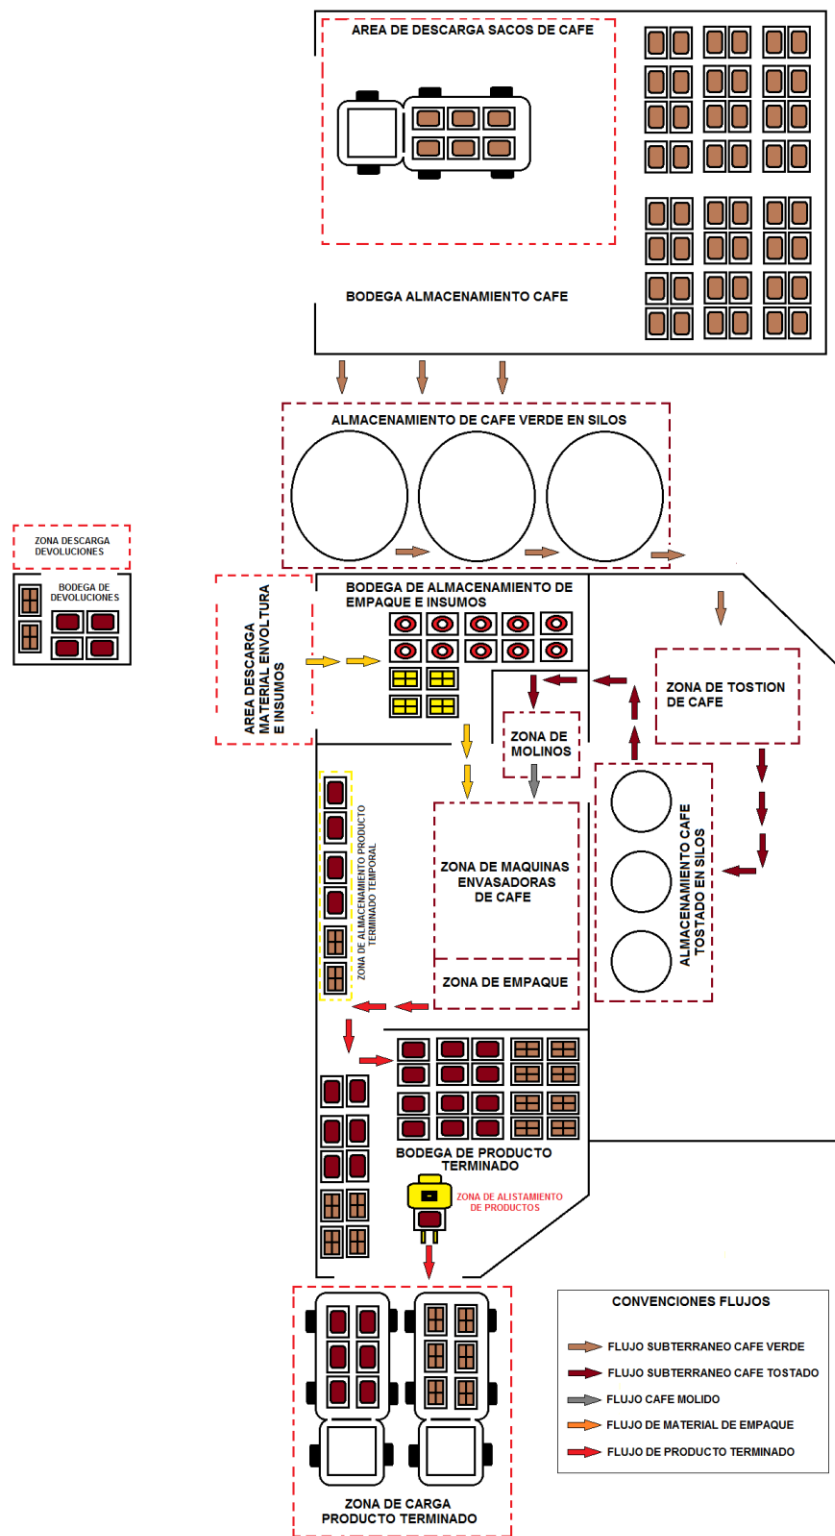 AREA DE DESCARGA SACOS DE CAFE
BODEGA ALMACENAMIENTO CAFE
ALMACENAMIENTO DE CAFE VERDE EN SILOS
ZONA DESCARGA
DEVOLUCIONES
BODEGA DE
DEVOLUCIONES
AREA DESCARGA
MATERIAL ENVOLTURA
E INSUMOS
BODEGA DE ALMACENAMIENTO DE
EMPAQUE E INSUMOS
ZONA DE TOSTION
DE CAFE
ZONA DE
MOLINOS
ALMACENAMIENTO CAFE
TOSTADO EN SILOS
ZONA DE ALMACENAMIENTO PRODUCTO
TERMINADO TEMPORAL
ZONA DE MAQUINAS
ENVASADORAS
DE CAFE
ZONA DE EMPAQUE
BODEGA DE PRODUCTO
TERMINADO
ZONA DE ALISTAMIENTO
DE PRODUCTOS
ZONA DE CARGA
PRODUCTO TERMINADO
CONVENCIONES FLUJOS
FLUJO SUBTERRANEO CAFE VERDE
FLUJO SUBTERRANEO CAFE TOSTADO
FLUJO CAFE MOLIDO
FLUJO DE MATERIAL DE EMPAQUE
FLUJO DE PRODUCTO TERMINADO